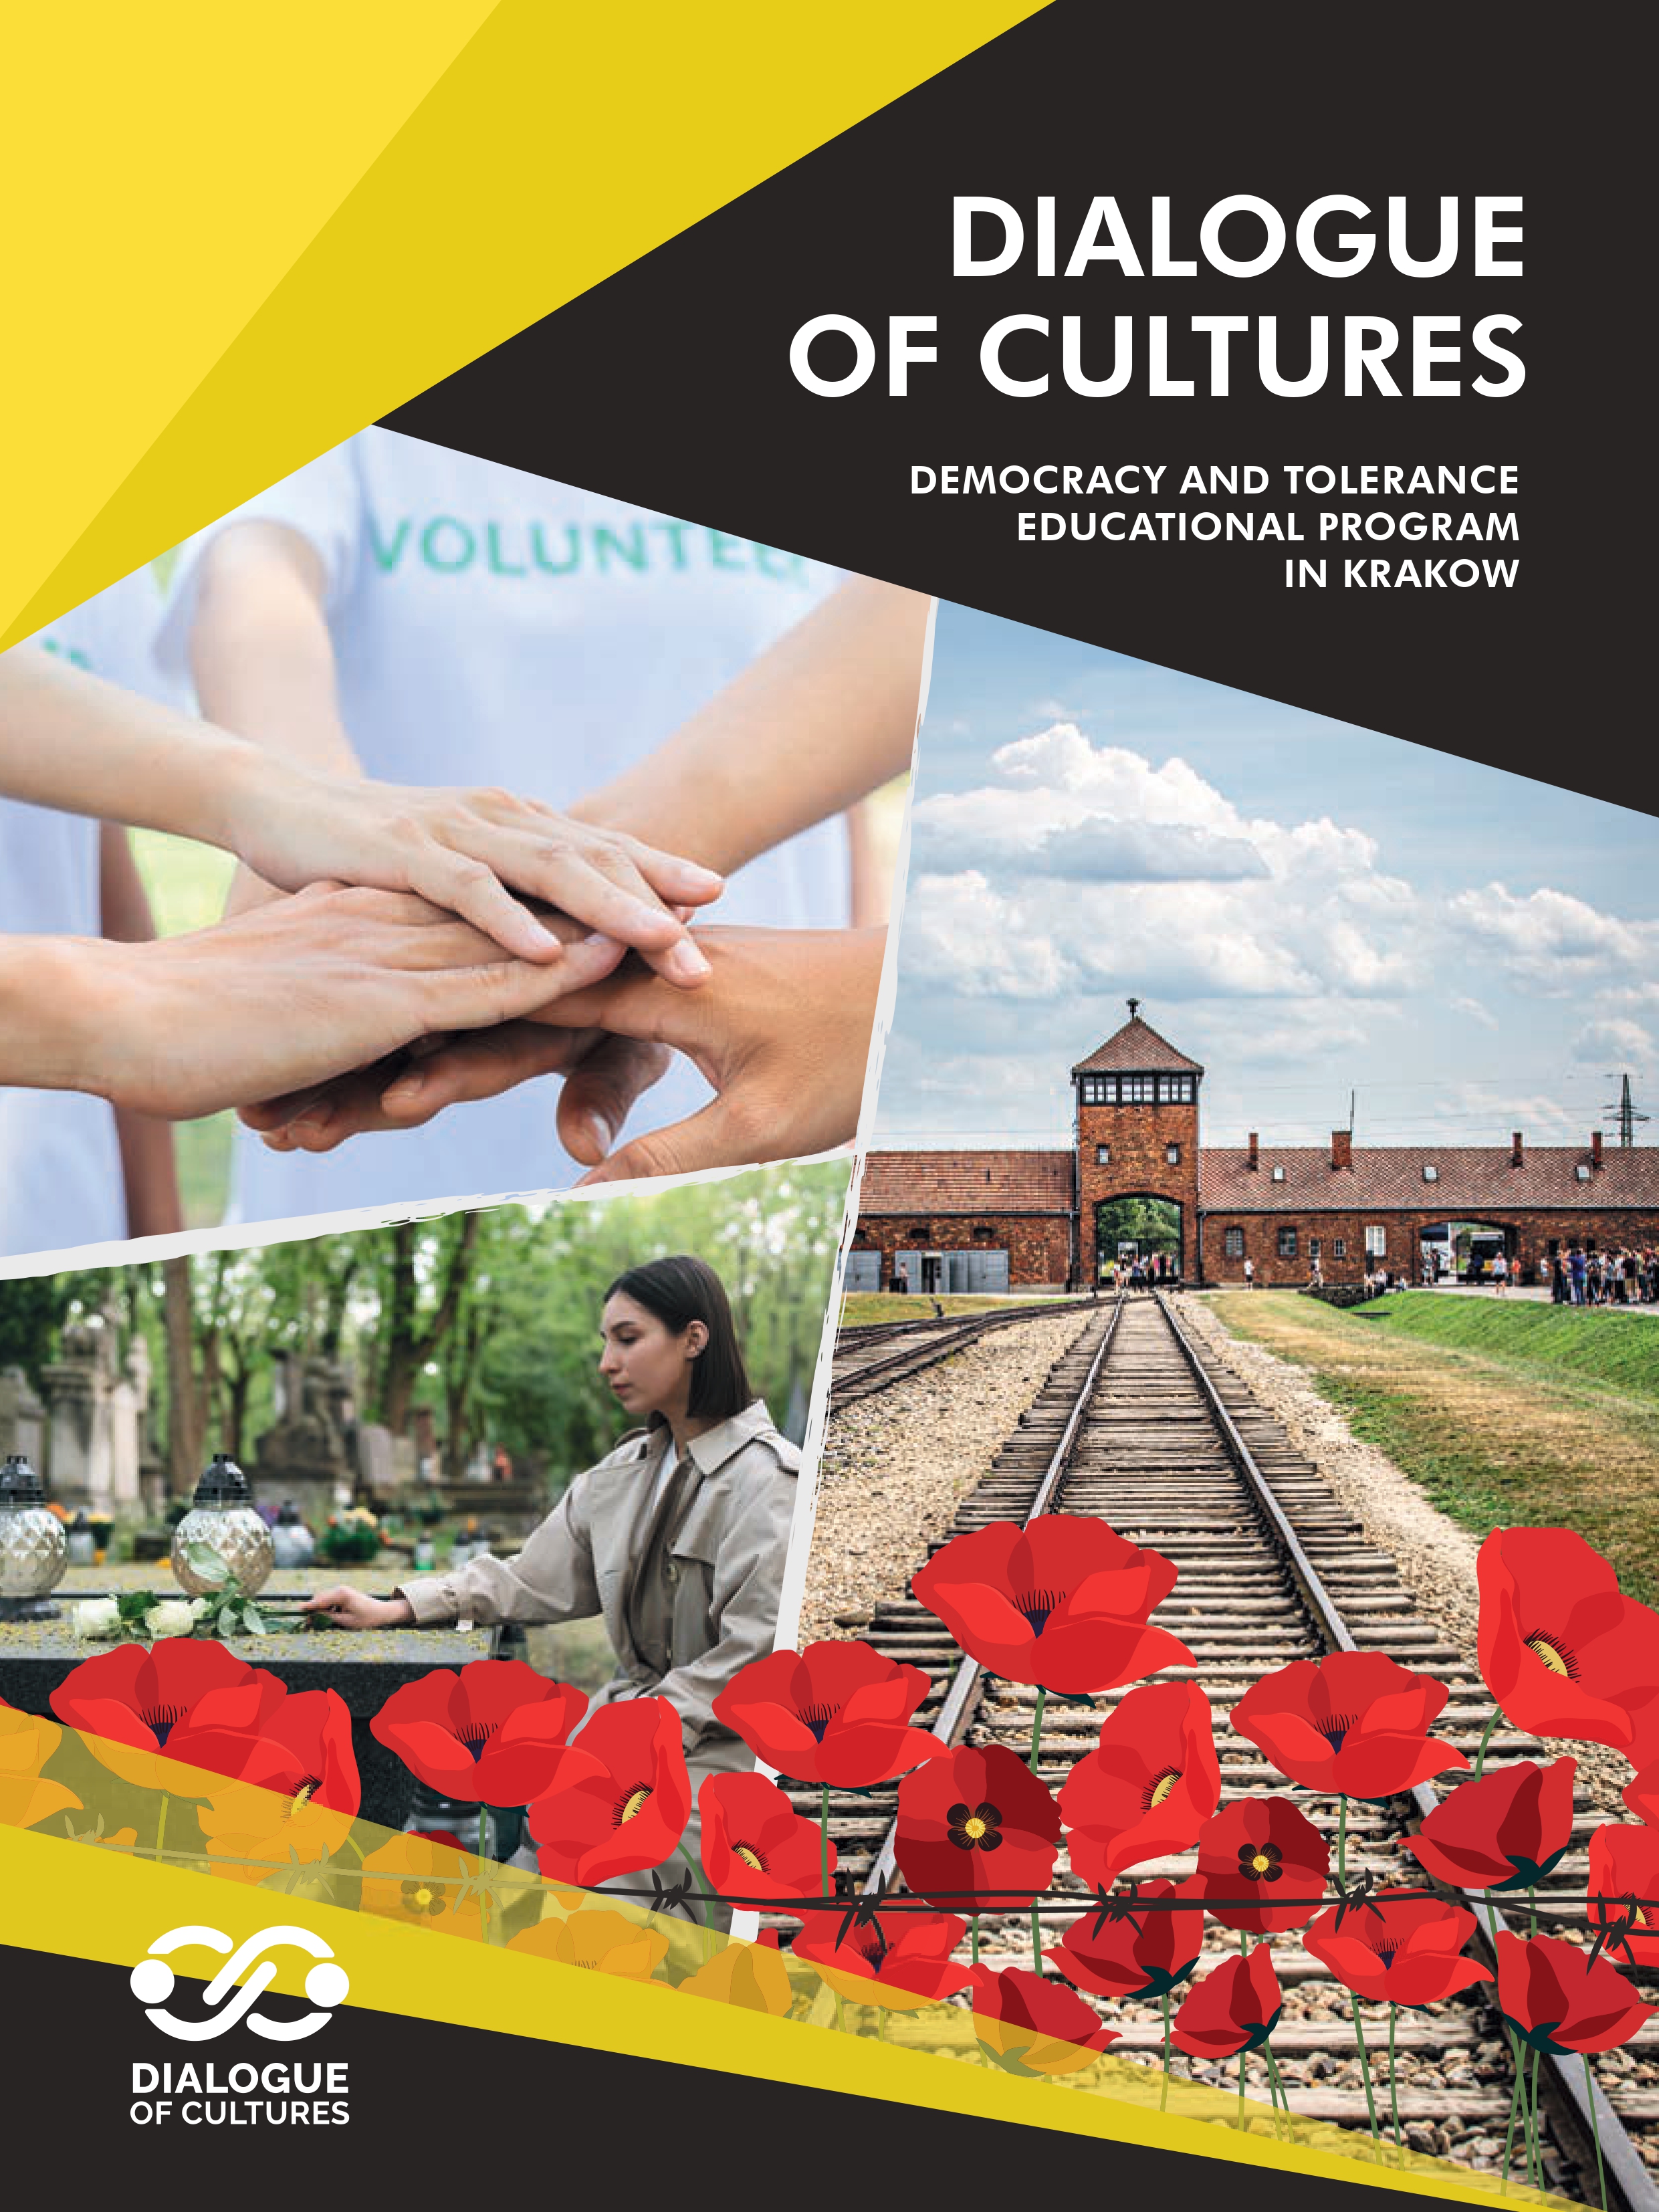 DIALOGUE
OF CULTURES
DEMOCRACY AND TOLERANCE
EDUCATIONAL PROGRAM
IN KRAKOW
VOLUNTEE
DIALOGUE
OF CULTURES